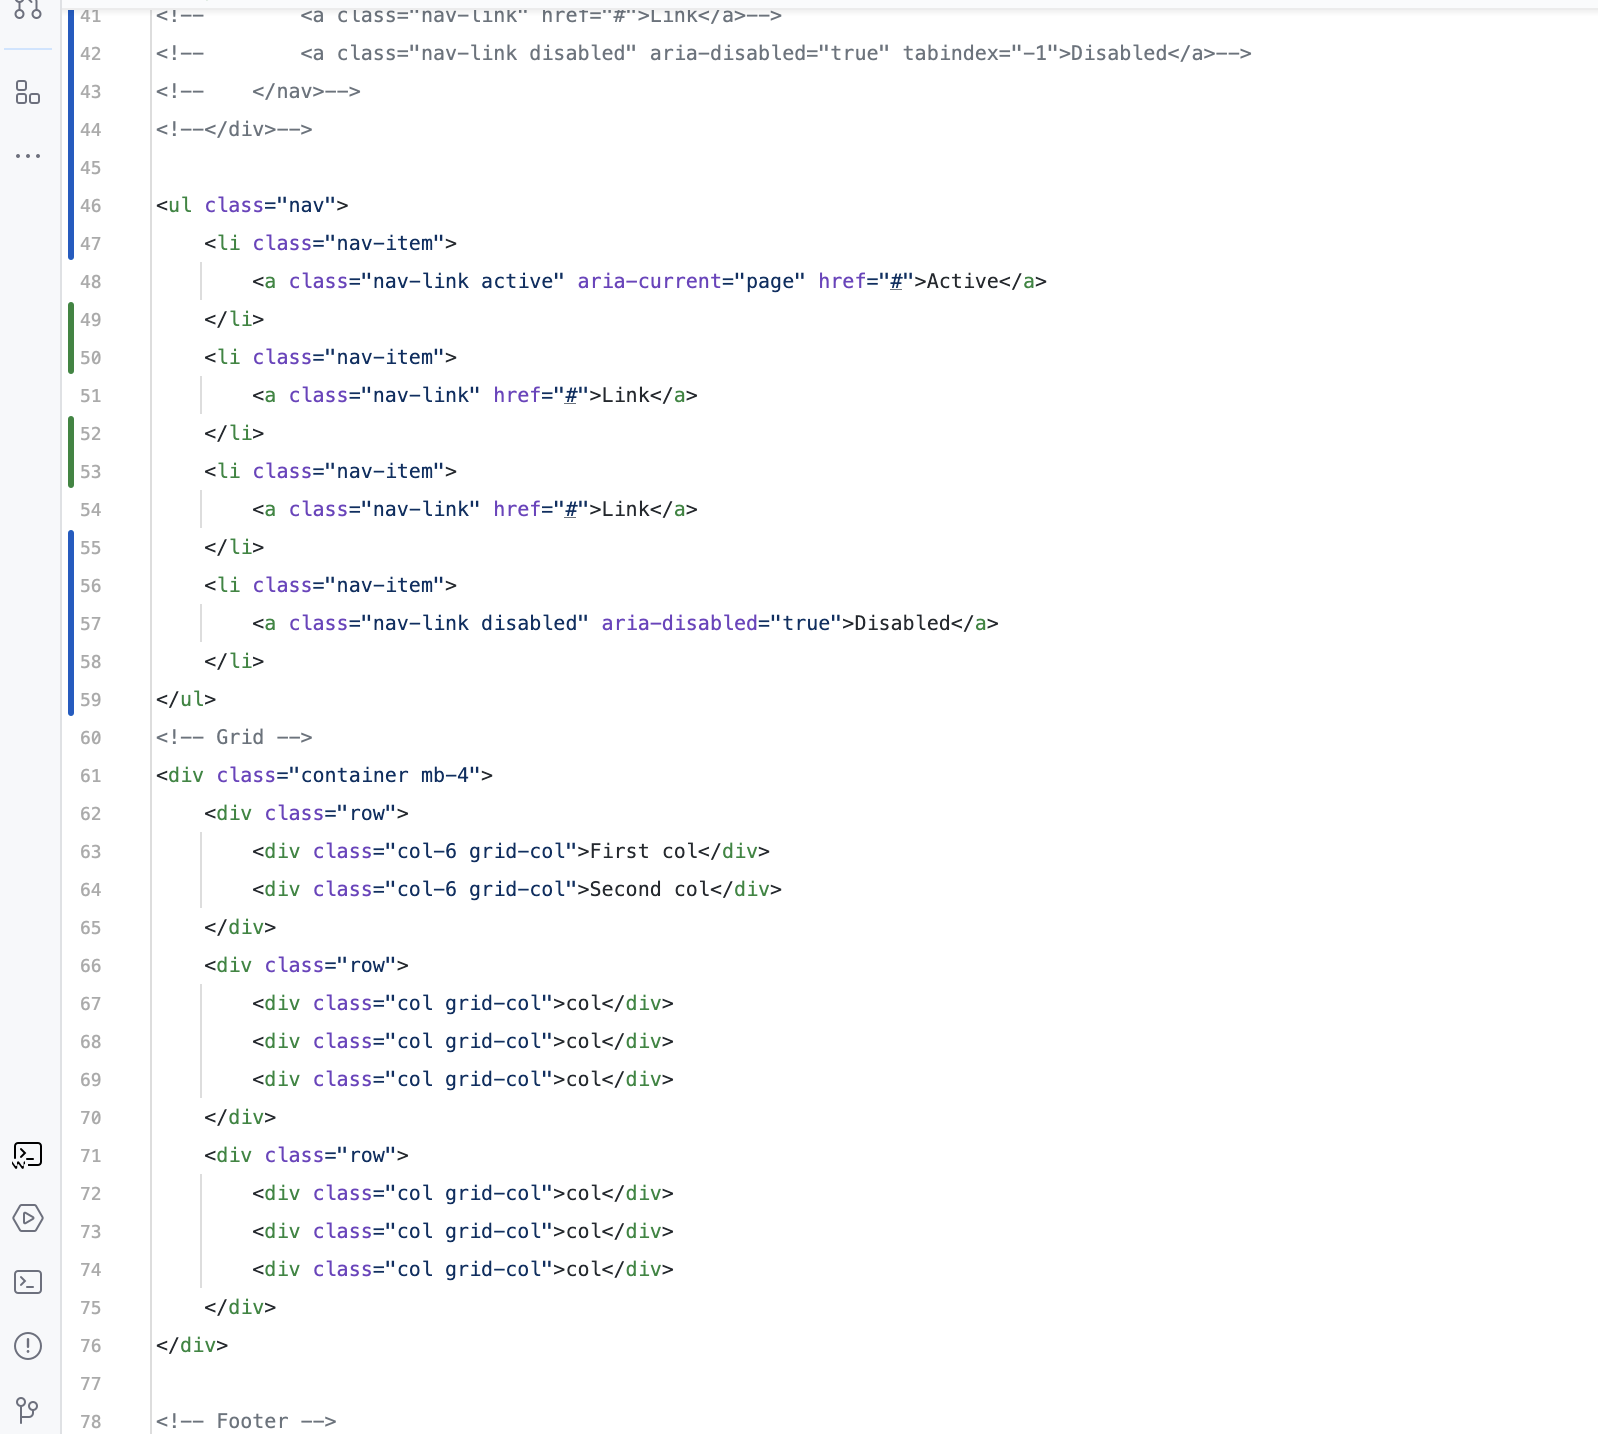 41 <!--        <a class="nav-link" href="#">Link</a>-->
42 <!--        <a class="nav-link disabled" aria-disabled="true" tabindex="-1">Disabled</a>-->
43 <!--    </nav>-->
44 <!--</div>-->
45
46 <ul class="nav">
47     <li class="nav-item">
48         <a class="nav-link active" aria-current="page" href="#">Active</a>
49     </li>
50     <li class="nav-item">
51         <a class="nav-link" href="#">Link</a>
52     </li>
53     <li class="nav-item">
54         <a class="nav-link" href="#">Link</a>
55     </li>
56     <li class="nav-item">
57         <a class="nav-link disabled" aria-disabled="true">Disabled</a>
58     </li>
59 </ul>
60 <!-- Grid -->
61 <div class="container mb-4">
62     <div class="row">
63         <div class="col-6 grid-col">First col</div>
64         <div class="col-6 grid-col">Second col</div>
65     </div>
66     <div class="row">
67         <div class="col grid-col">col</div>
68         <div class="col grid-col">col</div>
69         <div class="col grid-col">col</div>
70     </div>
71     <div class="row">
72         <div class="col grid-col">col</div>
73         <div class="col grid-col">col</div>
74         <div class="col grid-col">col</div>
75     </div>
76 </div>
77
78 <!-- Footer -->